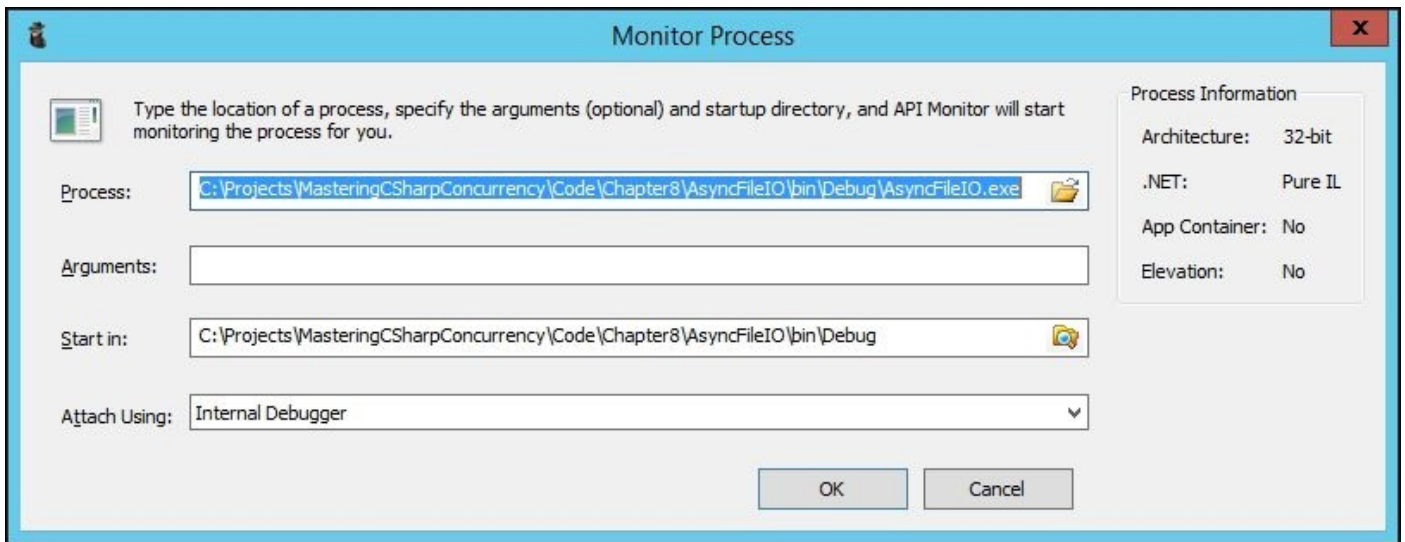 Monitor Process
x
Type the location of a process, specify the arguments (optional) and startup directory, and API Monitor will start
monitoring the process for you.
Process: C:\Projects\MasteringCSharpConcurrency\Code\Chapter8\AsyncFileIO\bin\Debug\AsyncFileIO.exe
Arguments:
Start in: C:\Projects\MasteringCSharpConcurrency\Code\Chapter8\AsyncFileIO\bin\Debug
Attach Using: Internal Debugger
OK Cancel
Process Information
Architecture: 32-bit
.NET: Pure IL
App Container: No
Elevation: No